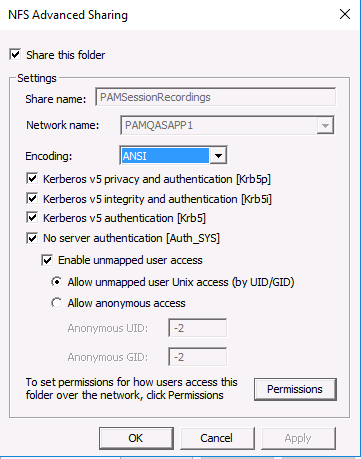 NFS Advanced Sharing
Share this folder
Settings
Share name: PAMSessionRecordings
Network name: PAMQASAPP1
Encoding: ANSI
Kerberos v5 privacy and authentication [Krb5p]
Kerberos v5 integrity and authentication [Krb5i]
Kerberos v5 authentication [Krb5]
No server authentication [Auth_SYS]
Enable unmapped user access
Allow unmapped user Unix access (by UID/GID)
Allow anonymous access
Anonymous UID: -2
Anonymous GID: -2
To set permissions for how users access this
folder over the network, click Permissions
Permissions
OK Cancel Apply